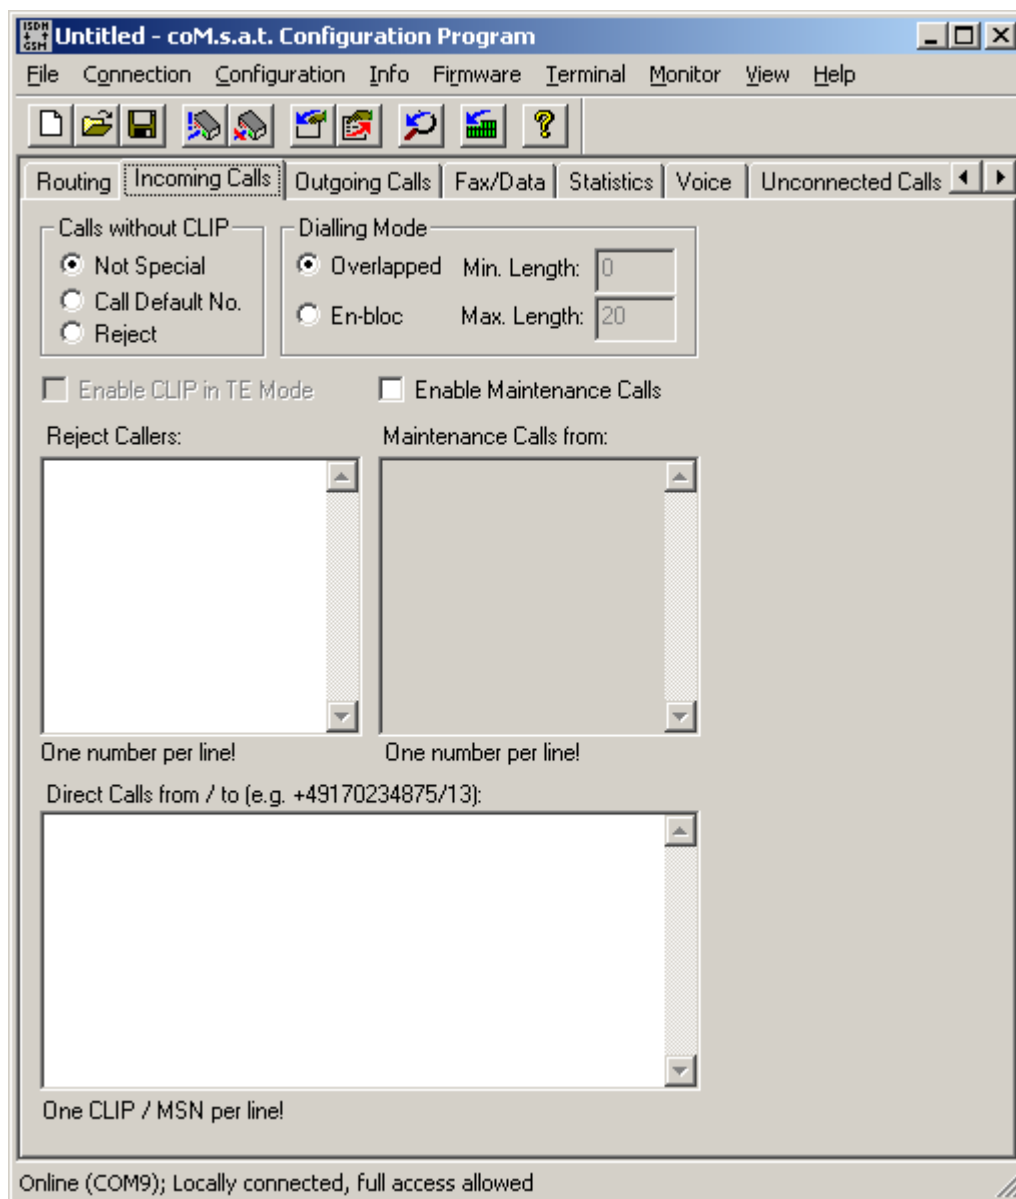 ISDN
GSM
Untitled - coM.s.a.t. Configuration Program
File Connection Configuration Info Firmware Terminal Monitor View Help
Routing Incoming Calls Outgoing Calls Fax/Data Statistics Voice Unconnected Calls
Calls without CLIP Dialling Mode
Not Special Overlapped Min. Length: 0
Call Default No.
En-bloc Max. Length: 20
Reject
Enable CLIP in TE Mode Enable Maintenance Calls
Reject Callers: Maintenance Calls from:
One number per line! One number per line!
Direct Calls from / to (e.g. +49170234875/13):
One CLIP / MSN per line!
Online (COM9); Locally connected, full access allowed